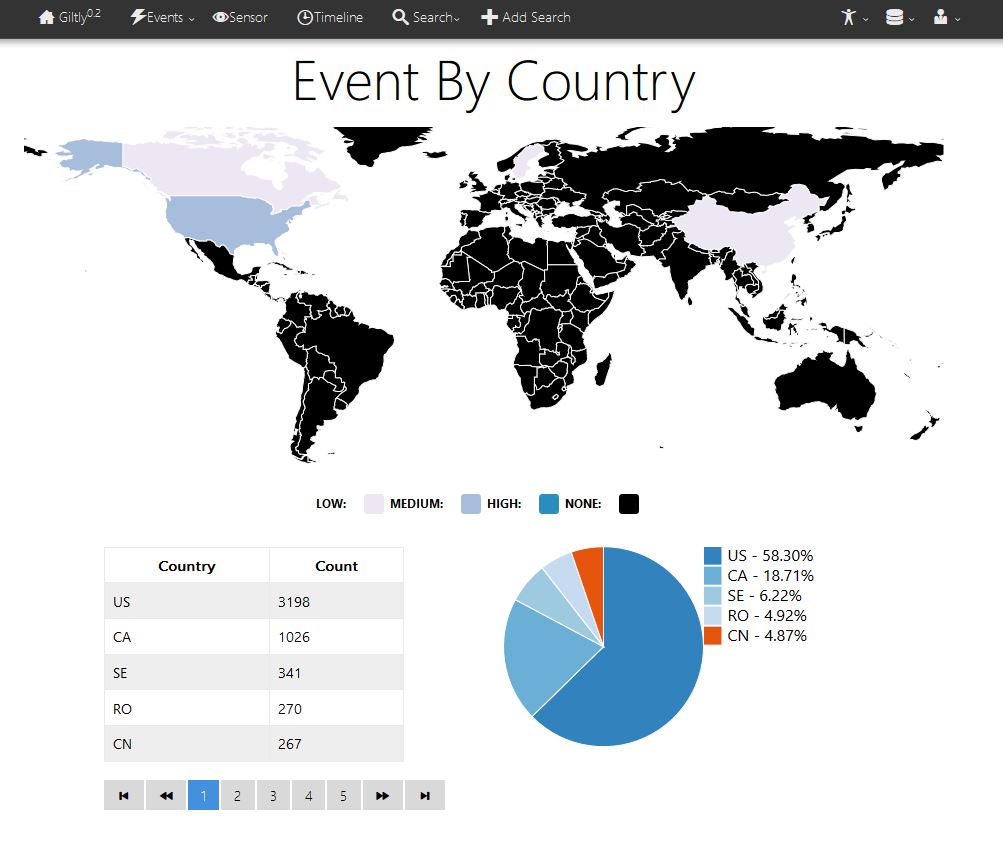 Giltly0.2 Events Sensor Timeline Search Add Search
Event By Country
LOW: MEDIUM: HIGH: NONE:
Country Count
US 3198
CA 1026
SE 341
RO 270
CN 267
US - 58.30%
CA - 18.71%
SE - 6.22%
RO - 4.92%
CN - 4.87%
1 2 3 4 5